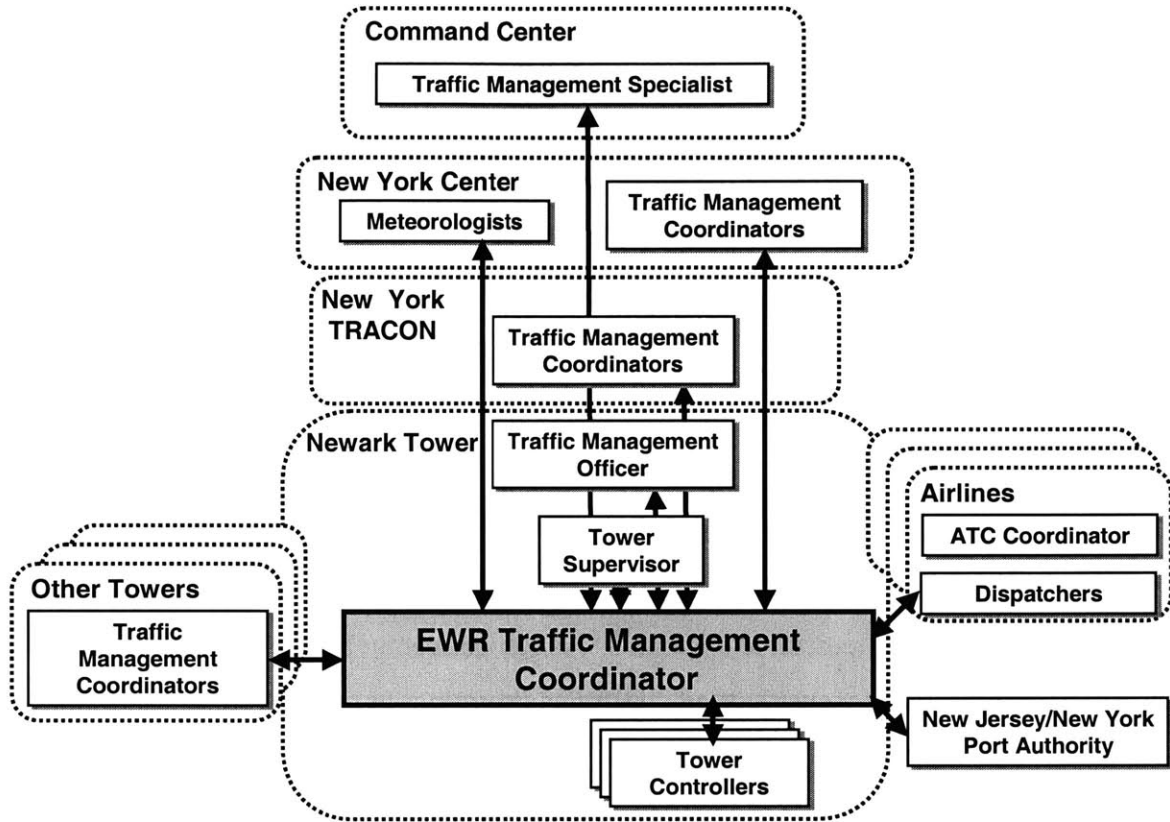 Command Center
Traffic Management Specialist
New York Center
Meteorologists
Traffic Management
Coordinators
New York
TRACON
Traffic Management
Coordinators
Newark Tower
Traffic Management
Officer
Tower
Supervisor
Airlines
ATC Coordinator
Dispatchers
Other Towers
Traffic
Management
Coordinators
EWR Traffic Management
Coordinator
New Jersey/New York
Port Authority
Tower
Controllers